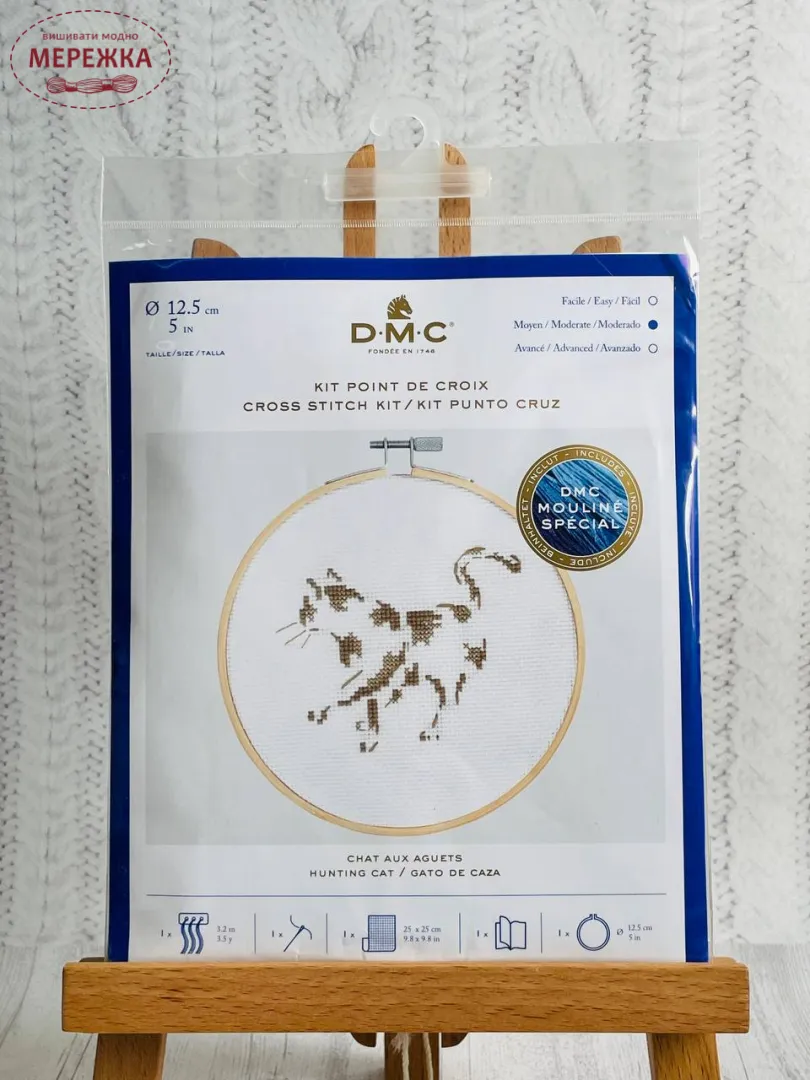 вишивати модно
МЕРЕЖКА
Ø 12.5 cm
5 IN
TAILLE / SIZE / TALLA
D·M·C®
FONDÉE EN 1746
Facile / Easy / Fácil
Moyen / Moderate / Moderado
Avancé / Advanced / Avanzado
KIT POINT DE CROIX
CROSS STITCH KIT / KIT PUNTO CRUZ
INCLUT - INCLUDES - INCLUYE - INCLUDE - BEINHALTET -
DMC
MOULINÉ
SPÉCIAL
CHAT AUX AGUETS
HUNTING CAT / GATO DE CAZA
1 x 3.2 m
3.5 y
1 x
1 x 25 x 25 cm
9.8 x 9.8 in
1 x
1 x Ø 12.5 cm
5 in